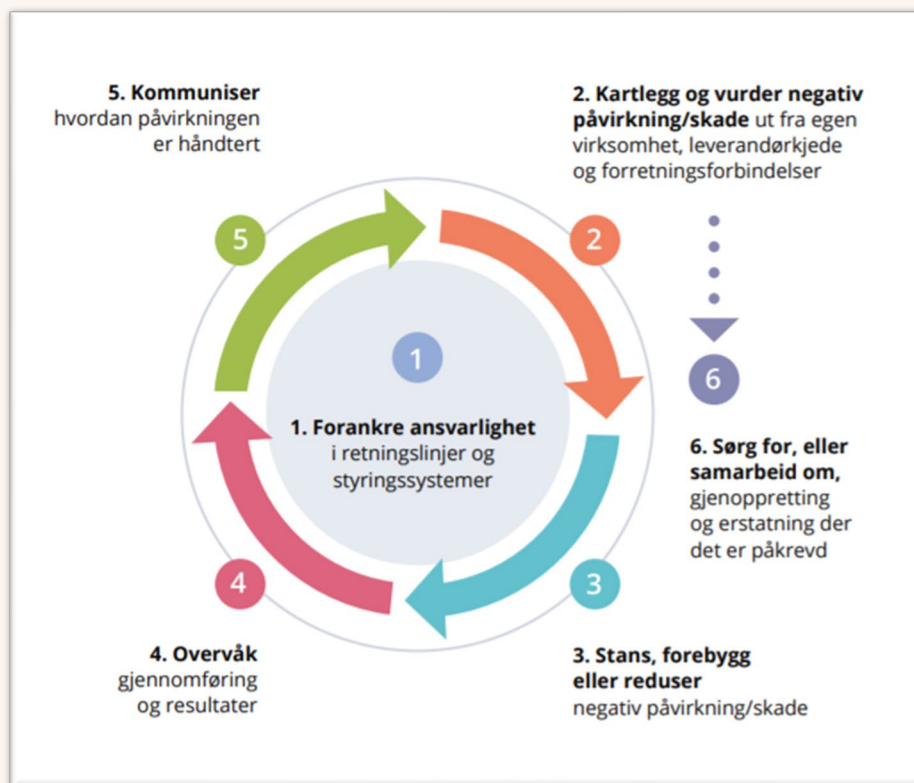 5. Kommuniser
hvordan påvirkningen
er håndtert
2. Kartlegg og vurder negativ
påvirkning/skade ut fra egen
virksomhet, leverandørkjede
og forretningsforbindelser
5
2
1
6
1. Forankre ansvarlighet
i retningslinjer og
styringssystemer
6. Sørg for, eller
samarbeid om,
gjenoppretting
og erstatning der
det er påkrevd
4
3
4. Overvåk
gjennomføring
og resultater
3. Stans, forebygg
eller reduser
negativ påvirkning/skade